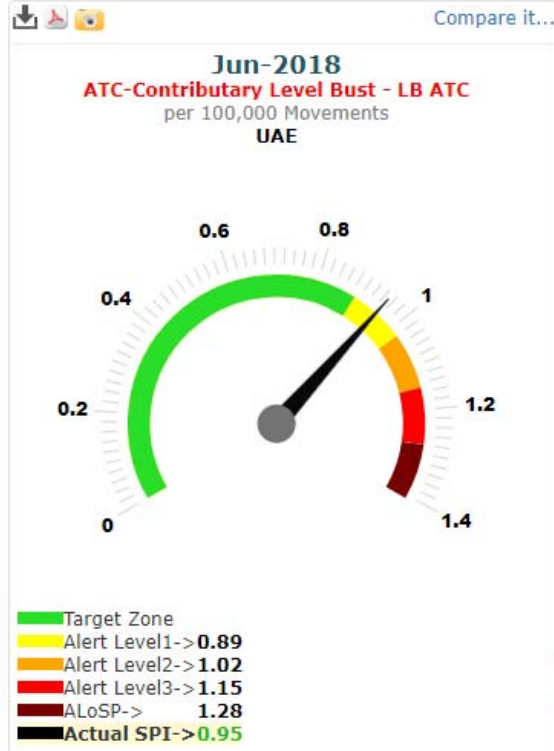 Compare it...
Jun-2018
ATC-Contributary Level Bust - LB ATC
per 100,000 Movements
UAE
0
0.2
0.4
0.6
0.8
1
1.2
1.4
Target Zone
Alert Level1->0.89
Alert Level2->1.02
Alert Level3->1.15
ALoSP-> 1.28
Actual SPI->0.95